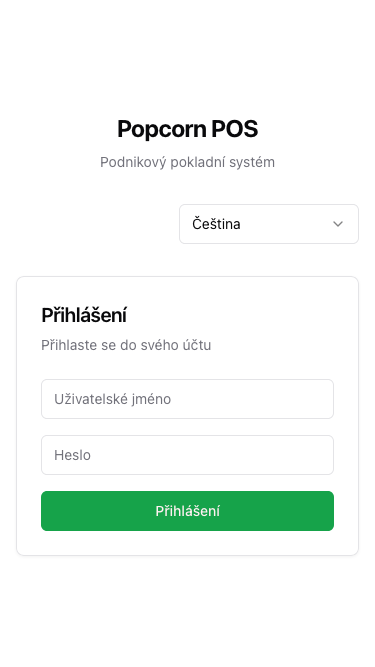 Popcorn POS
Podnikový pokladní systém
Čeština
Přihlášení
Přihlaste se do svého účtu
Uživatelské jméno
Heslo
Přihlášení